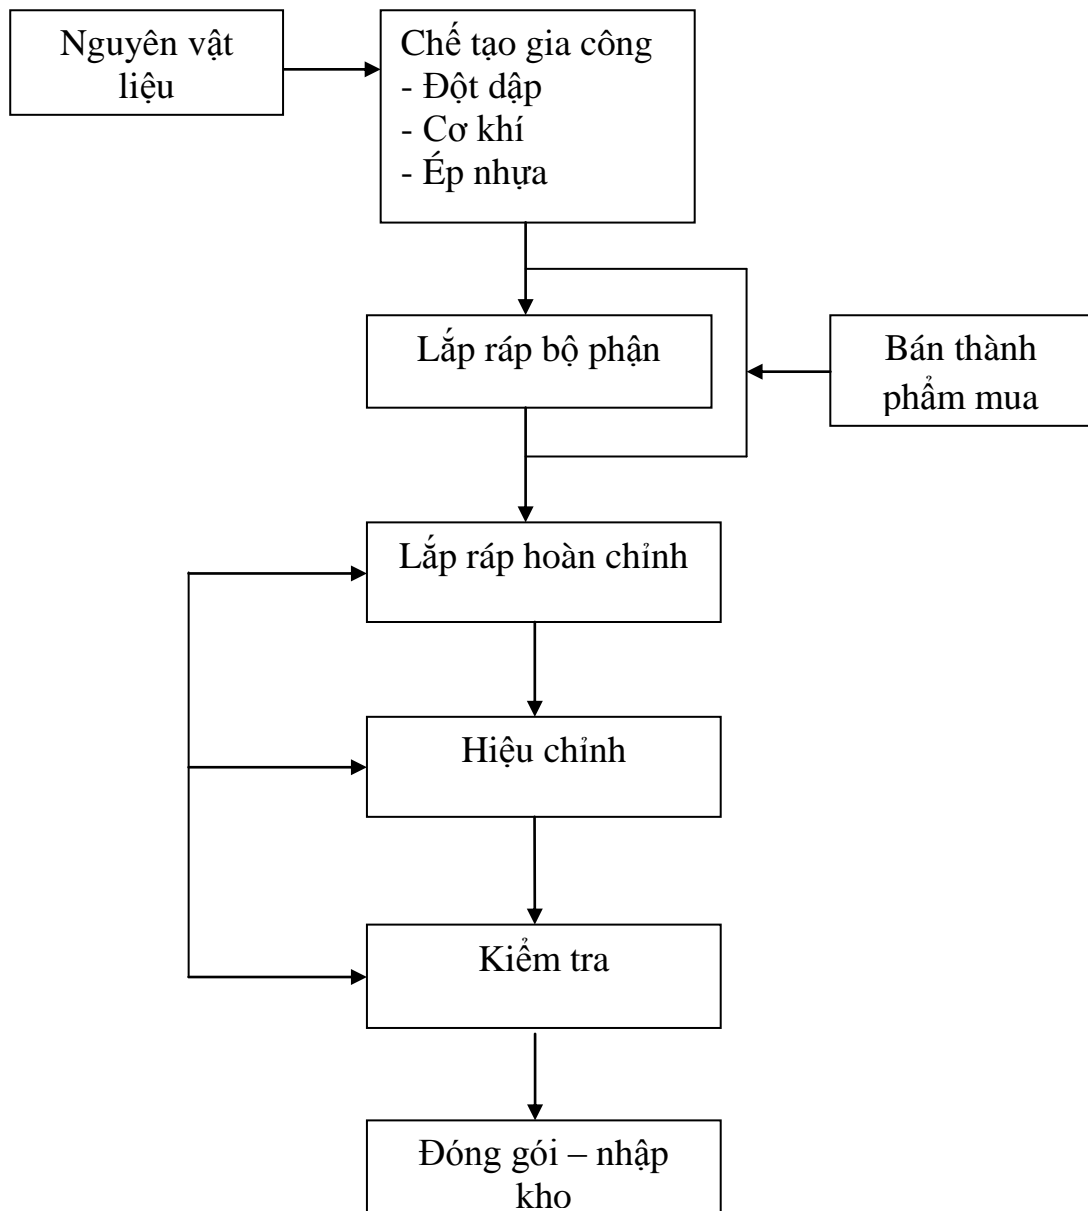 Nguyên vật
liệu
Chế tạo gia công
- Đột dập
- Cơ khí
- Ép nhựa
Lắp ráp bộ phận
Bán thành
phẩm mua
Lắp ráp hoàn chỉnh
Hiệu chỉnh
Kiểm tra
Đóng gói – nhập
kho